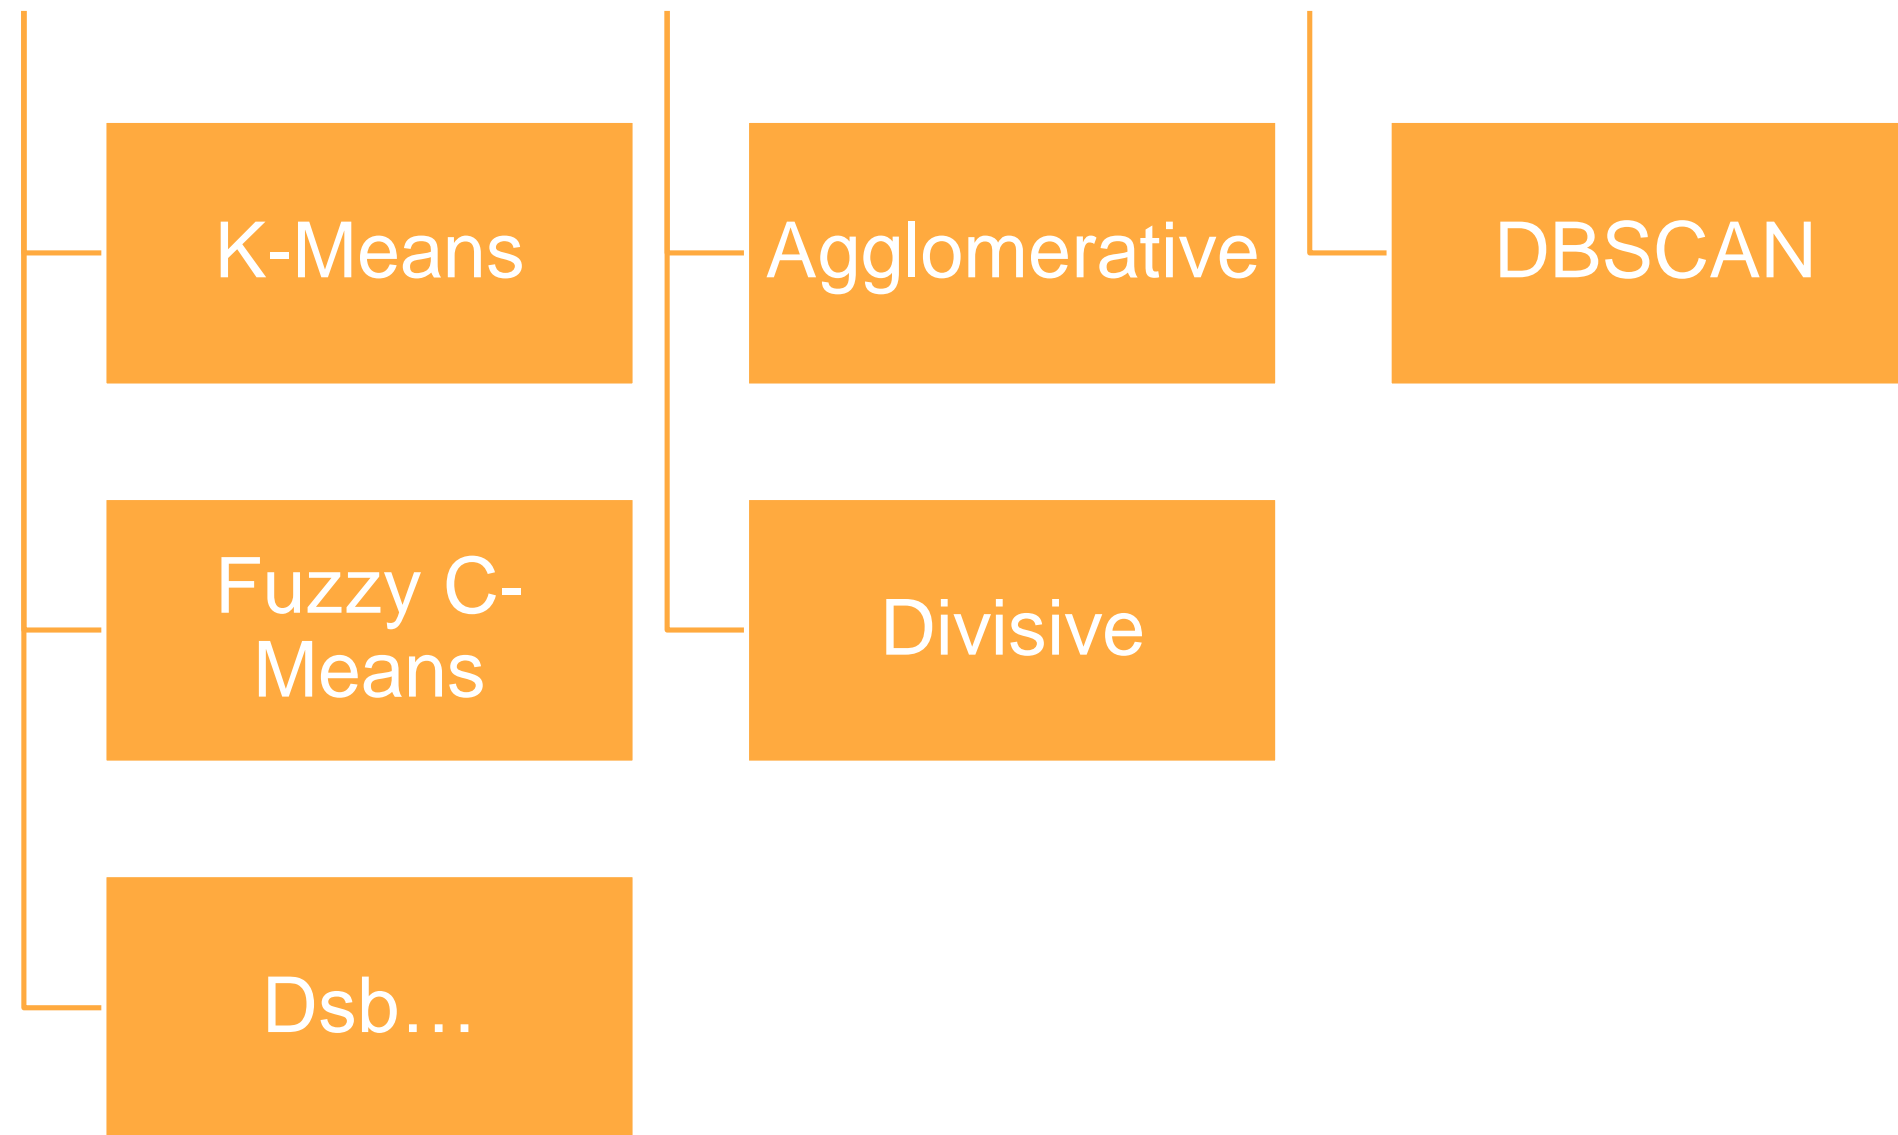 K-Means
Agglomerative
DBSCAN
Fuzzy C-
Means
Divisive
Dsb…